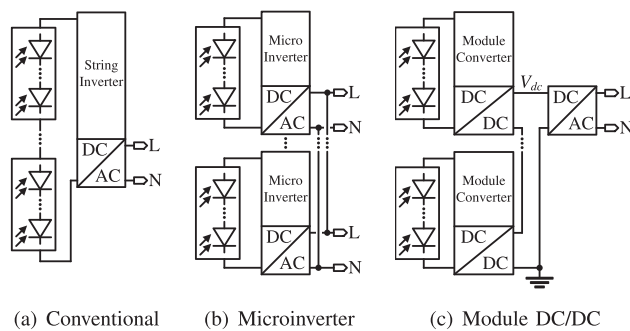 String
Inverter
DC
AC
L
N
(a) Conventional
Micro
Inverter
DC
AC
L
N
Micro
Inverter
DC
AC
L
N
(b) Microinverter
Module
Converter
DC
DC
V_dc
DC
AC
L
N
Module
Converter
DC
DC
(c) Module DC/DC